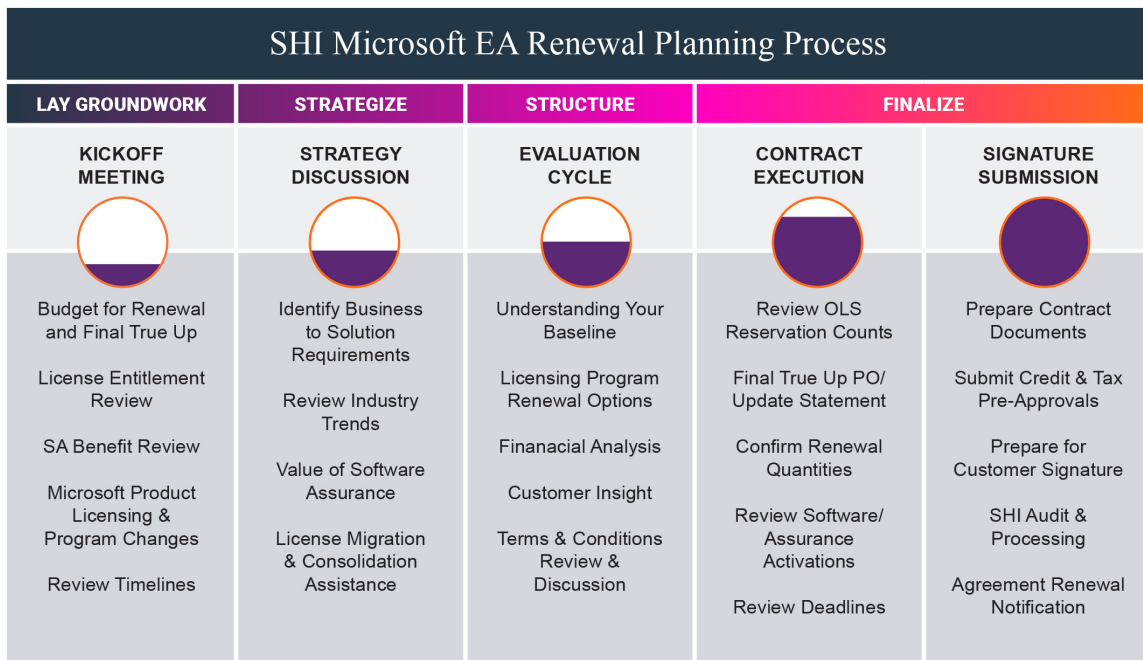 SHI Microsoft EA Renewal Planning Process
LAY GROUNDWORK
STRATEGIZE
STRUCTURE
FINALIZE
KICKOFF
MEETING
STRATEGY
DISCUSSION
EVALUATION
CYCLE
CONTRACT
EXECUTION
SIGNATURE
SUBMISSION
Budget for Renewal
and Final True Up
License Entitlement
Review
SA Benefit Review
Microsoft Product
Licensing &
Program Changes
Review Timelines
Identify Business
to Solution
Requirements
Review Industry
Trends
Value of Software
Assurance
License Migration
& Consolidation
Assistance
Understanding Your
Baseline
Licensing Program
Renewal Options
Finanacial Analysis
Customer Insight
Terms & Conditions
Review &
Discussion
Review OLS
Reservation Counts
Final True Up PO/
Update Statement
Confirm Renewal
Quantities
Review Software/
Assurance
Activations
Review Deadlines
Prepare Contract
Documents
Submit Credit & Tax
Pre-Approvals
Prepare for
Customer Signature
SHI Audit &
Processing
Agreement Renewal
Notification